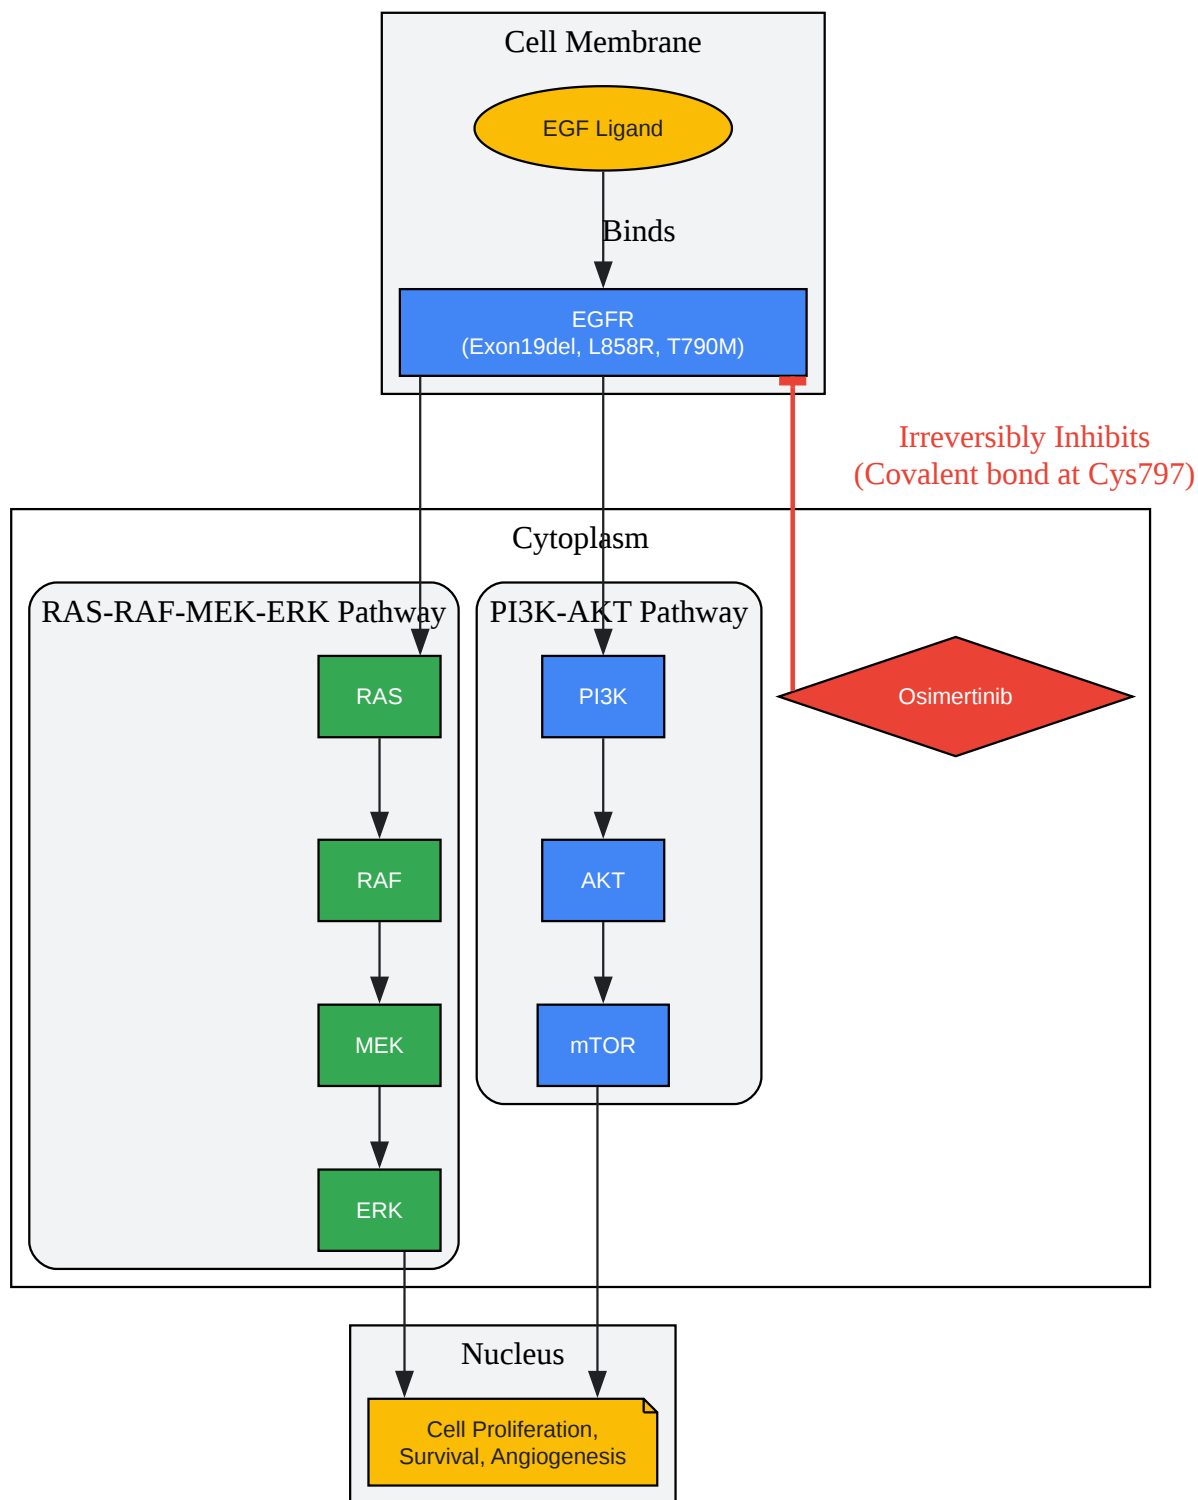 Cell Membrane
EGF Ligand
Binds
EGFR
(Exon19del, L858R, T790M)
Irreversibly Inhibits
(Covalent bond at Cys797)
Cytoplasm
RAS-RAF-MEK-ERK Pathway
PI3K-AKT Pathway
RAS
PI3K
Osimertinib
RAF
AKT
MEK
mTOR
ERK
Nucleus
Cell Proliferation,
Survival, Angiogenesis